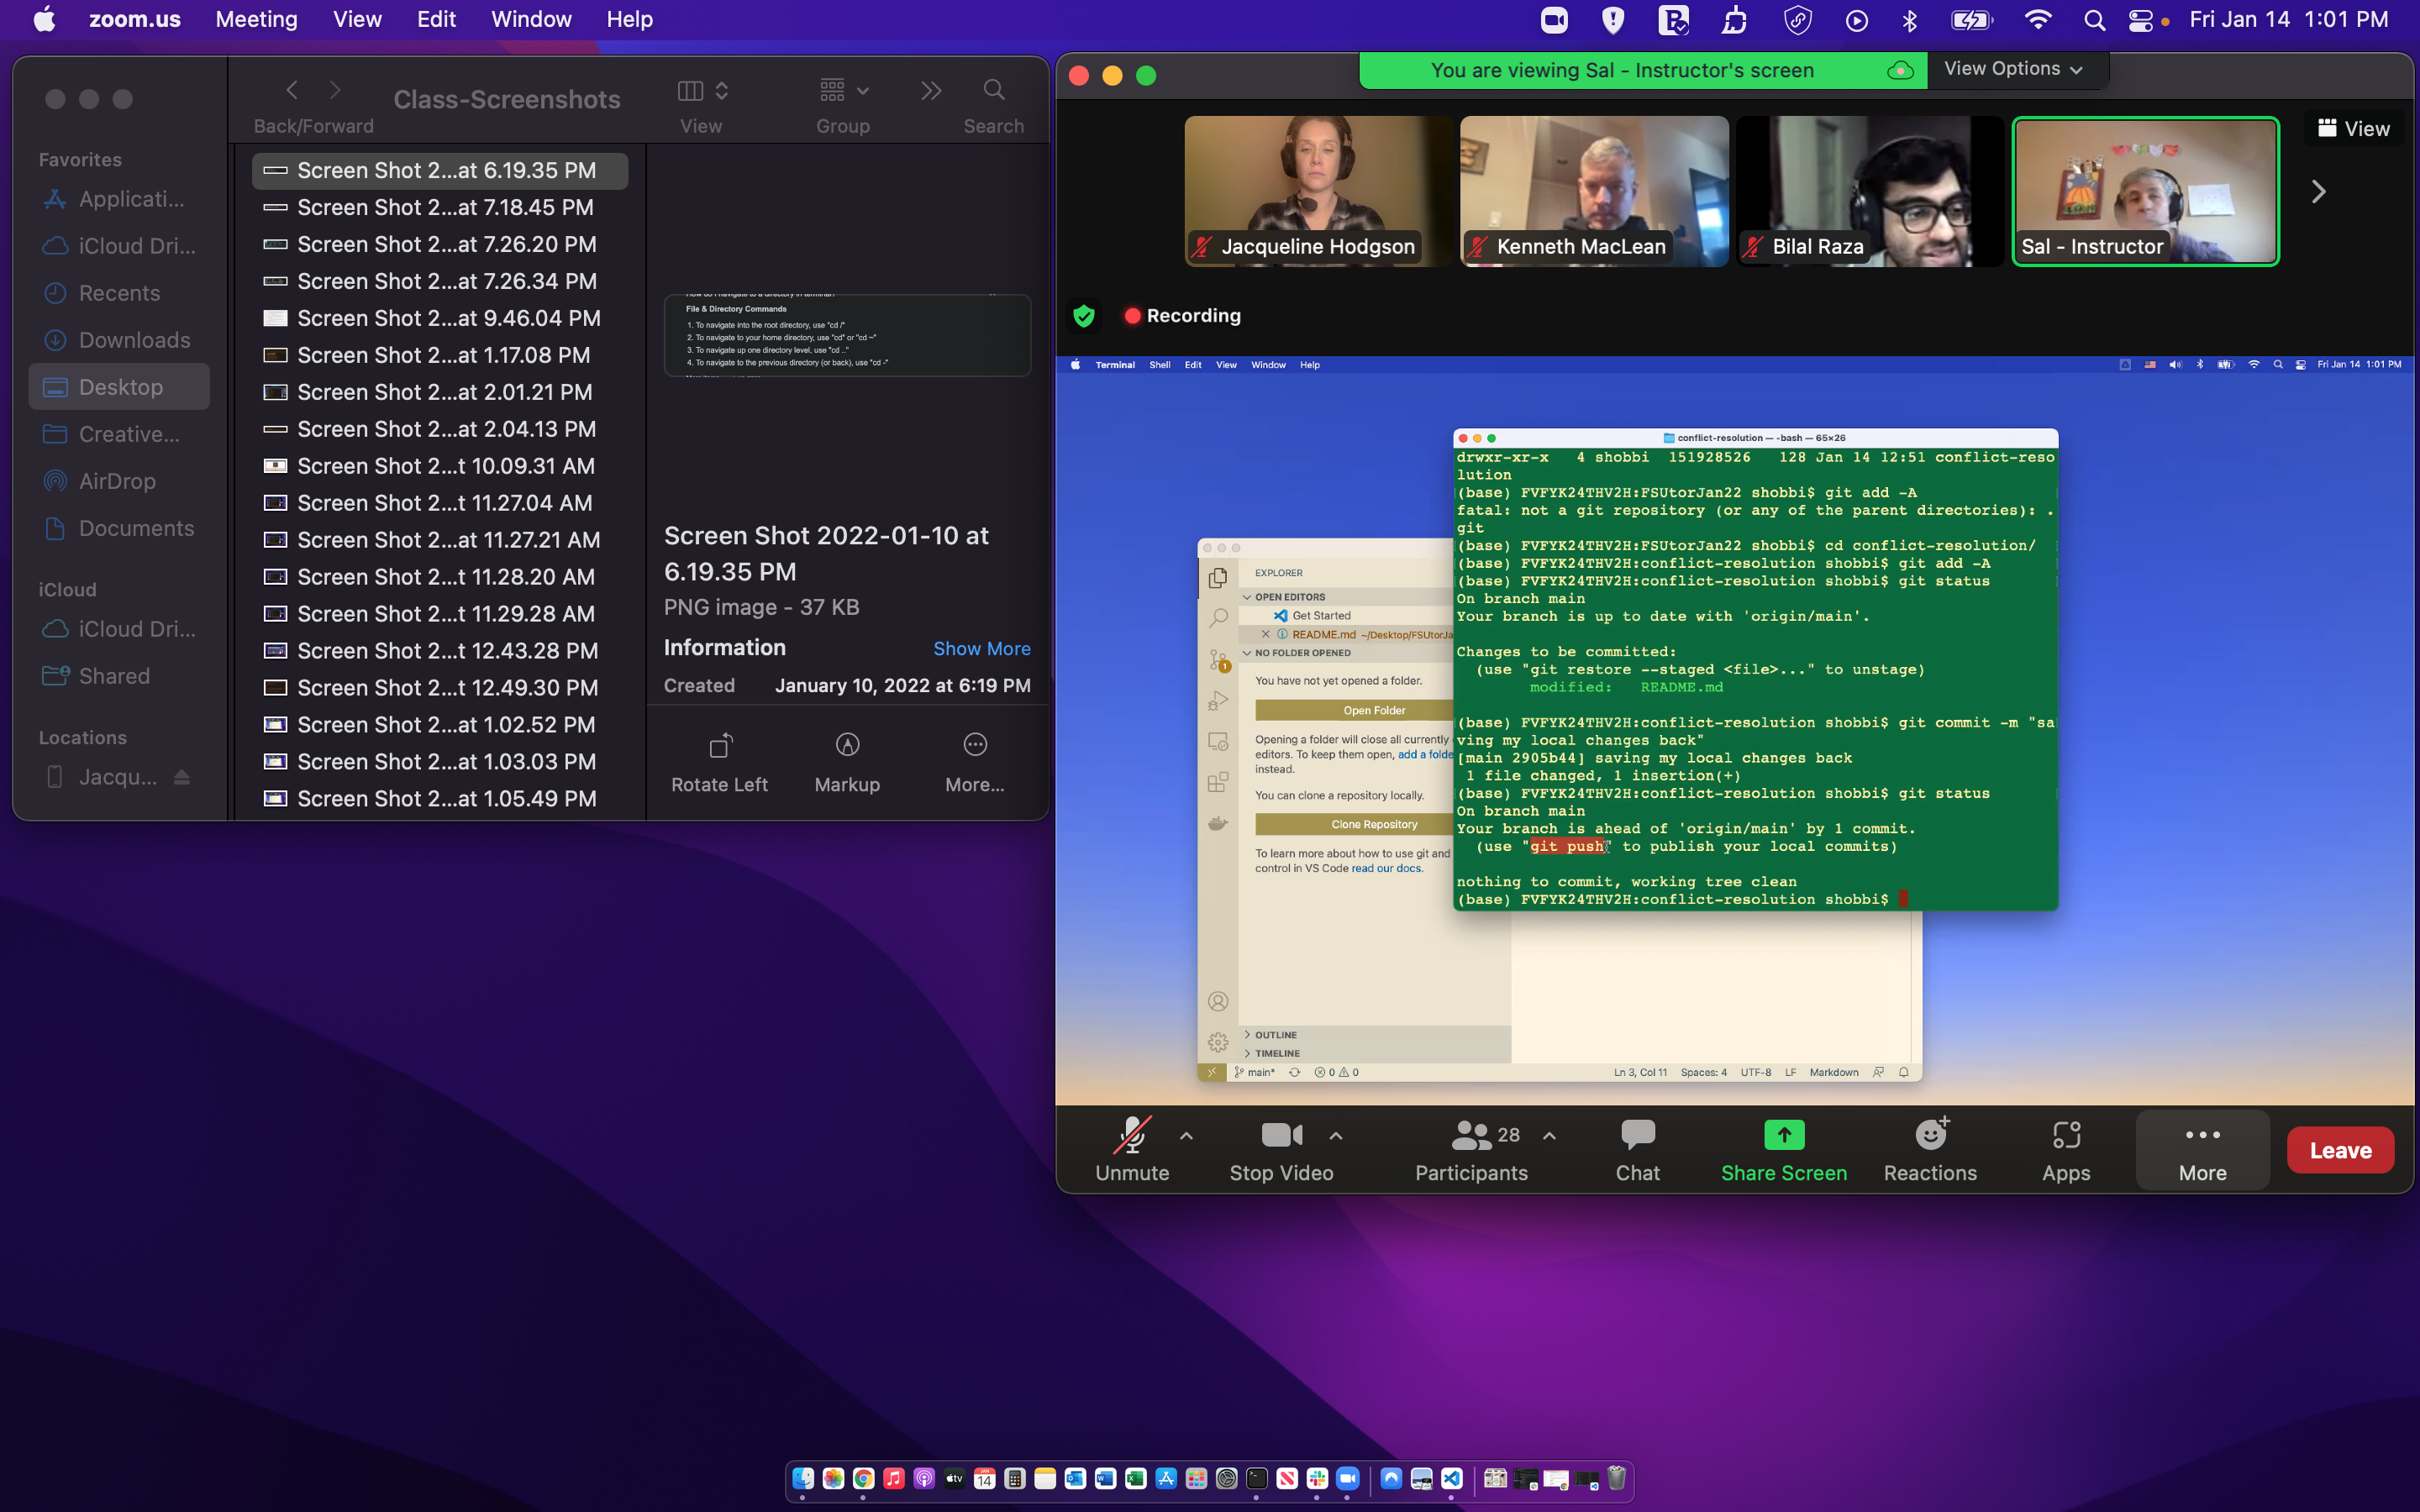 zoom.us Meeting View Edit Window Help
Fri Jan 14 1:01 PM
Back/Forward
Class-Screenshots
View
Group
Search
Favorites
Applicati...
iCloud Dri...
Recents
Downloads
Desktop
Creative...
AirDrop
Documents
iCloud
iCloud Dri...
Shared
Locations
Jacqu...
Screen Shot 2...at 6.19.35 PM
Screen Shot 2...at 7.18.45 PM
Screen Shot 2...at 7.26.20 PM
Screen Shot 2...at 7.26.34 PM
Screen Shot 2...at 9.46.04 PM
Screen Shot 2...at 1.17.08 PM
Screen Shot 2...at 2.01.21 PM
Screen Shot 2...at 2.04.13 PM
Screen Shot 2...t 10.09.31 AM
Screen Shot 2...t 11.27.04 AM
Screen Shot 2...at 11.27.21 AM
Screen Shot 2...at 11.28.20 AM
Screen Shot 2...at 11.29.28 AM
Screen Shot 2...t 12.43.28 PM
Screen Shot 2...t 12.49.30 PM
Screen Shot 2...at 1.02.52 PM
Screen Shot 2...at 1.03.03 PM
Screen Shot 2...at 1.05.49 PM
File & Directory Commands
1. To navigate into the root directory, use "cd /"
2. To navigate to your home directory, use "cd" or "cd ~"
3. To navigate up one directory level, use "cd .."
4. To navigate to the previous directory (or back), use "cd -"
Screen Shot 2022-01-10 at
6.19.35 PM
PNG image - 37 KB
Information Show More
Created January 10, 2022 at 6:19 PM
Rotate Left Markup More...
You are viewing Sal - Instructor's screen
View Options
View
Jacqueline Hodgson
Kenneth MacLean
Bilal Raza
Sal - Instructor
Recording
Terminal Shell Edit View Window Help
Fri Jan 14 1:01 PM
conflict-resolution — -bash — 65×26
drwxr-xr-x 4 shobbi 151928526 128 Jan 14 12:51 conflict-reso
lution
(base) FVFYK24THV2H:FSUtorJan22 shobbi$ git add -A
fatal: not a git repository (or any of the parent directories): .
git
(base) FVFYK24THV2H:FSUtorJan22 shobbi$ cd conflict-resolution/
(base) FVFYK24THV2H:conflict-resolution shobbi$ git add -A
(base) FVFYK24THV2H:conflict-resolution shobbi$ git status
On branch main
Your branch is up to date with 'origin/main'.
Changes to be committed:
(use "git restore --staged <file>..." to unstage)
modified: README.md
(base) FVFYK24THV2H:conflict-resolution shobbi$ git commit -m "sa
ving my local changes back"
[main 2905b44] saving my local changes back
1 file changed, 1 insertion(+)
(base) FVFYK24THV2H:conflict-resolution shobbi$ git status
On branch main
Your branch is ahead of 'origin/main' by 1 commit.
(use "git push" to publish your local commits)
nothing to commit, working tree clean
(base) FVFYK24THV2H:conflict-resolution shobbi$
EXPLORER
OPEN EDITORS
Get Started
README.md ~/Desktop/FSUtorJa
NO FOLDER OPENED
1
You have not yet opened a folder.
Open Folder
Opening a folder will close all currently
editors. To keep them open, add a folde
instead.
You can clone a repository locally.
Clone Repository
To learn more about how to use git and
control in VS Code read our docs.
OUTLINE
TIMELINE
main* 0 0
Ln 3, Col 11 Spaces: 4 UTF-8 LF Markdown
Unmute
Stop Video
28
Participants
Chat
Share Screen
Reactions
Apps
More
Leave
tv
14